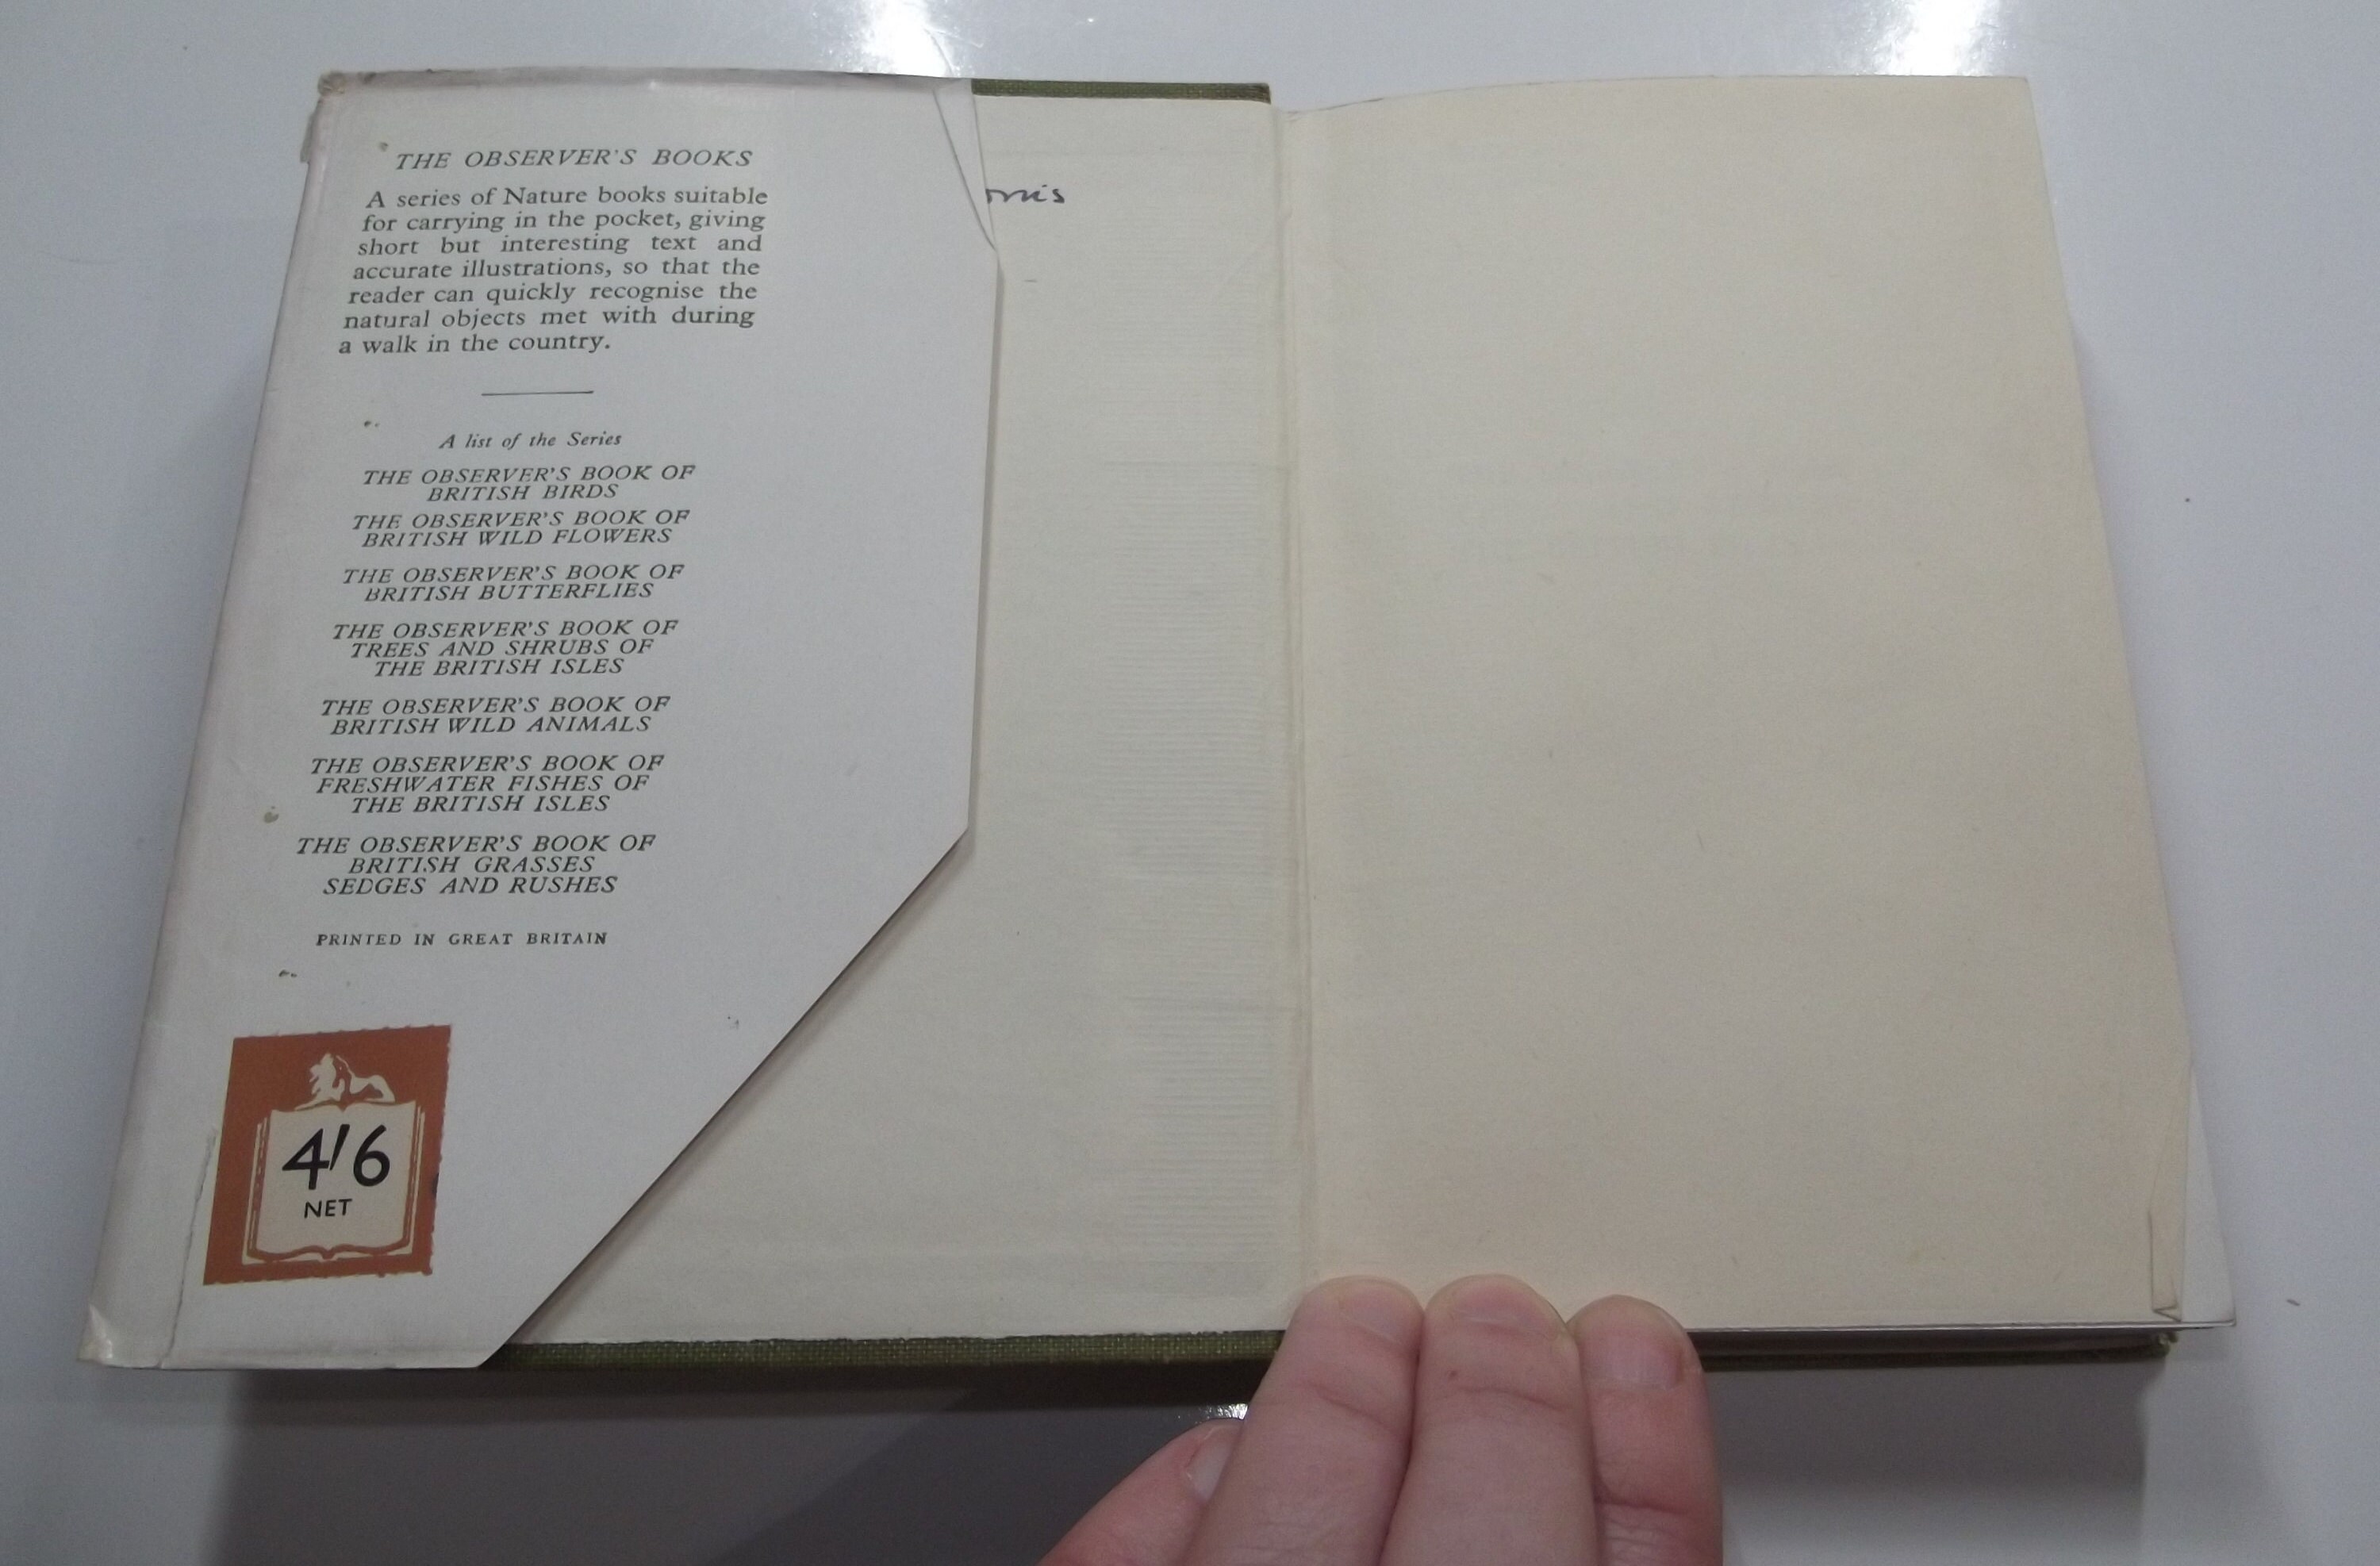 THE OBSERVER'S BOOKS
A series of Nature books suitable
for carrying in the pocket, giving
short but interesting text and
accurate illustrations, so that the
reader can quickly recognise the
natural objects met with during
a walk in the country.
A list of the Series
THE OBSERVER'S BOOK OF
BRITISH BIRDS
THE OBSERVER'S BOOK OF
BRITISH WILD FLOWERS
THE OBSERVER'S BOOK OF
BRITISH BUTTERFLIES
THE OBSERVER'S BOOK OF
TREES AND SHRUBS OF
THE BRITISH ISLES
THE OBSERVER'S BOOK OF
BRITISH WILD ANIMALS
THE OBSERVER'S BOOK OF
FRESHWATER FISHES OF
THE BRITISH ISLES
THE OBSERVER'S BOOK OF
BRITISH GRASSES
SEDGES AND RUSHES
PRINTED IN GREAT BRITAIN
4/6
NET